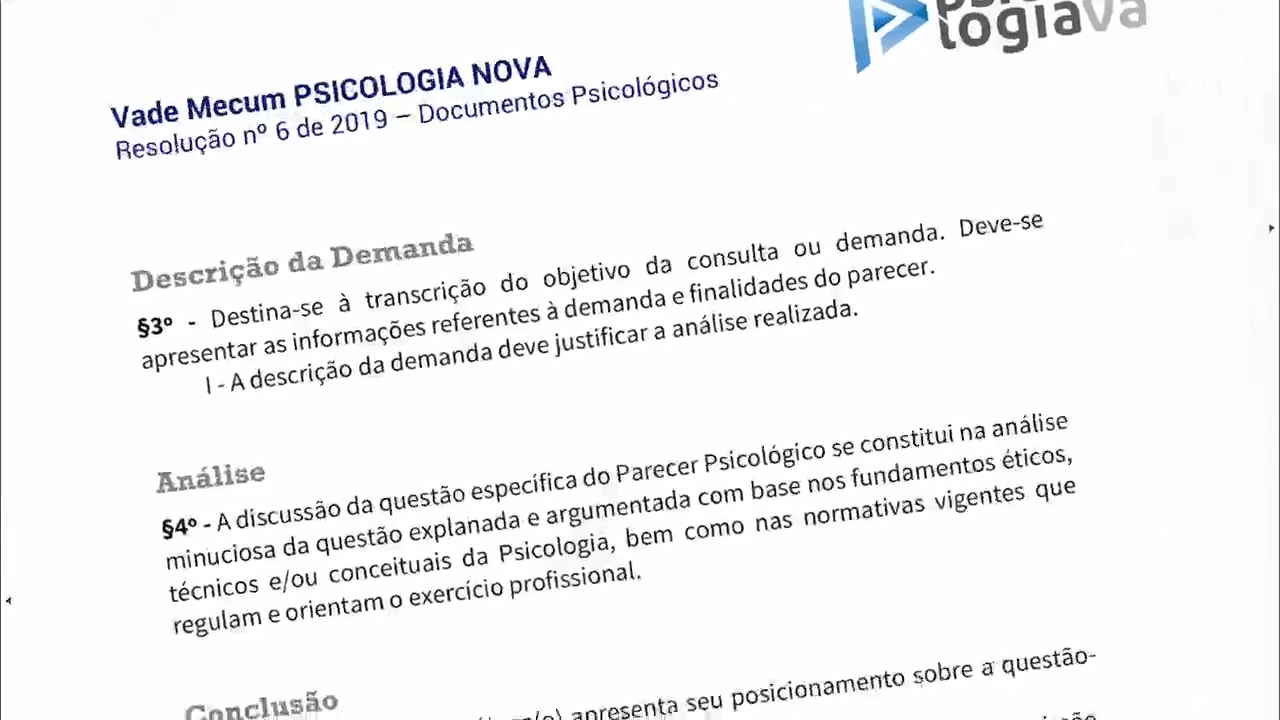 logiava
Vade Mecum PSICOLOGIA NOVA
Resolução nº 6 de 2019 – Documentos Psicológicos
Descrição da Demanda
§3º - Destina-se à transcrição do objetivo da consulta ou demanda. Deve-se
apresentar as informações referentes à demanda e finalidades do parecer.
I - A descrição da demanda deve justificar a análise realizada.
Análise
§4º - A discussão da questão específica do Parecer Psicológico se constitui na análise
minuciosa da questão explanada e argumentada com base nos fundamentos éticos,
técnicos e/ou conceituais da Psicologia, bem como nas normativas vigentes que
regulam e orientam o exercício profissional.
Conclusão
apresenta seu posicionamento sobre a questão-